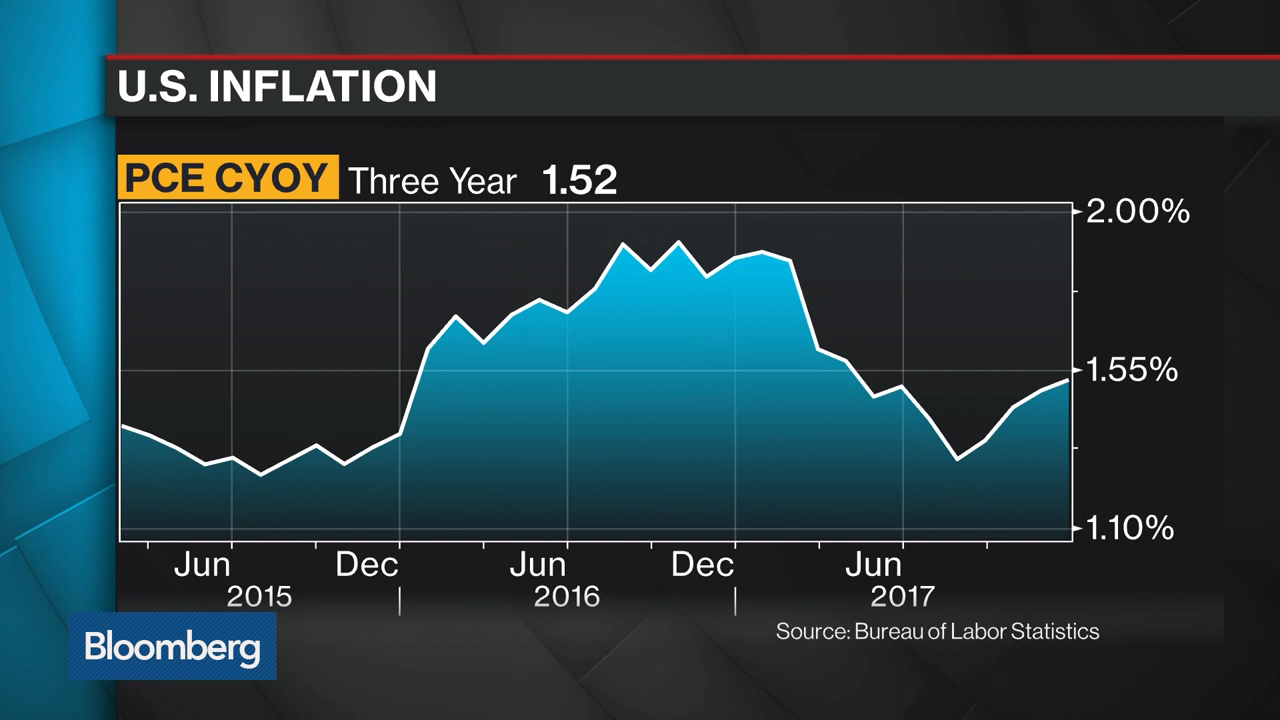 U.S. INFLATION
PCE CYOY Three Year 1.52
2.00%
1.55%
1.10%
Jun Dec Jun Dec Jun
2015 2016 2017
Source: Bureau of Labor Statistics
Bloomberg